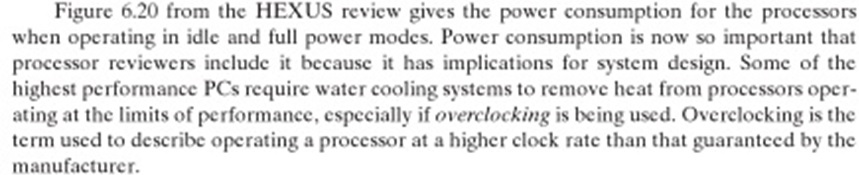 Figure 6.20 from the HEXUS review gives the power consumption for the processors
when operating in idle and full power modes. Power consumption is now so important that
processor reviewers include it because it has implications for system design. Some of the
highest performance PCs require water cooling systems to remove heat from processors oper-
ating at the limits of performance, especially if overclocking is being used. Overclocking is the
term used to describe operating a processor at a higher clock rate than that guaranteed by the
manufacturer.